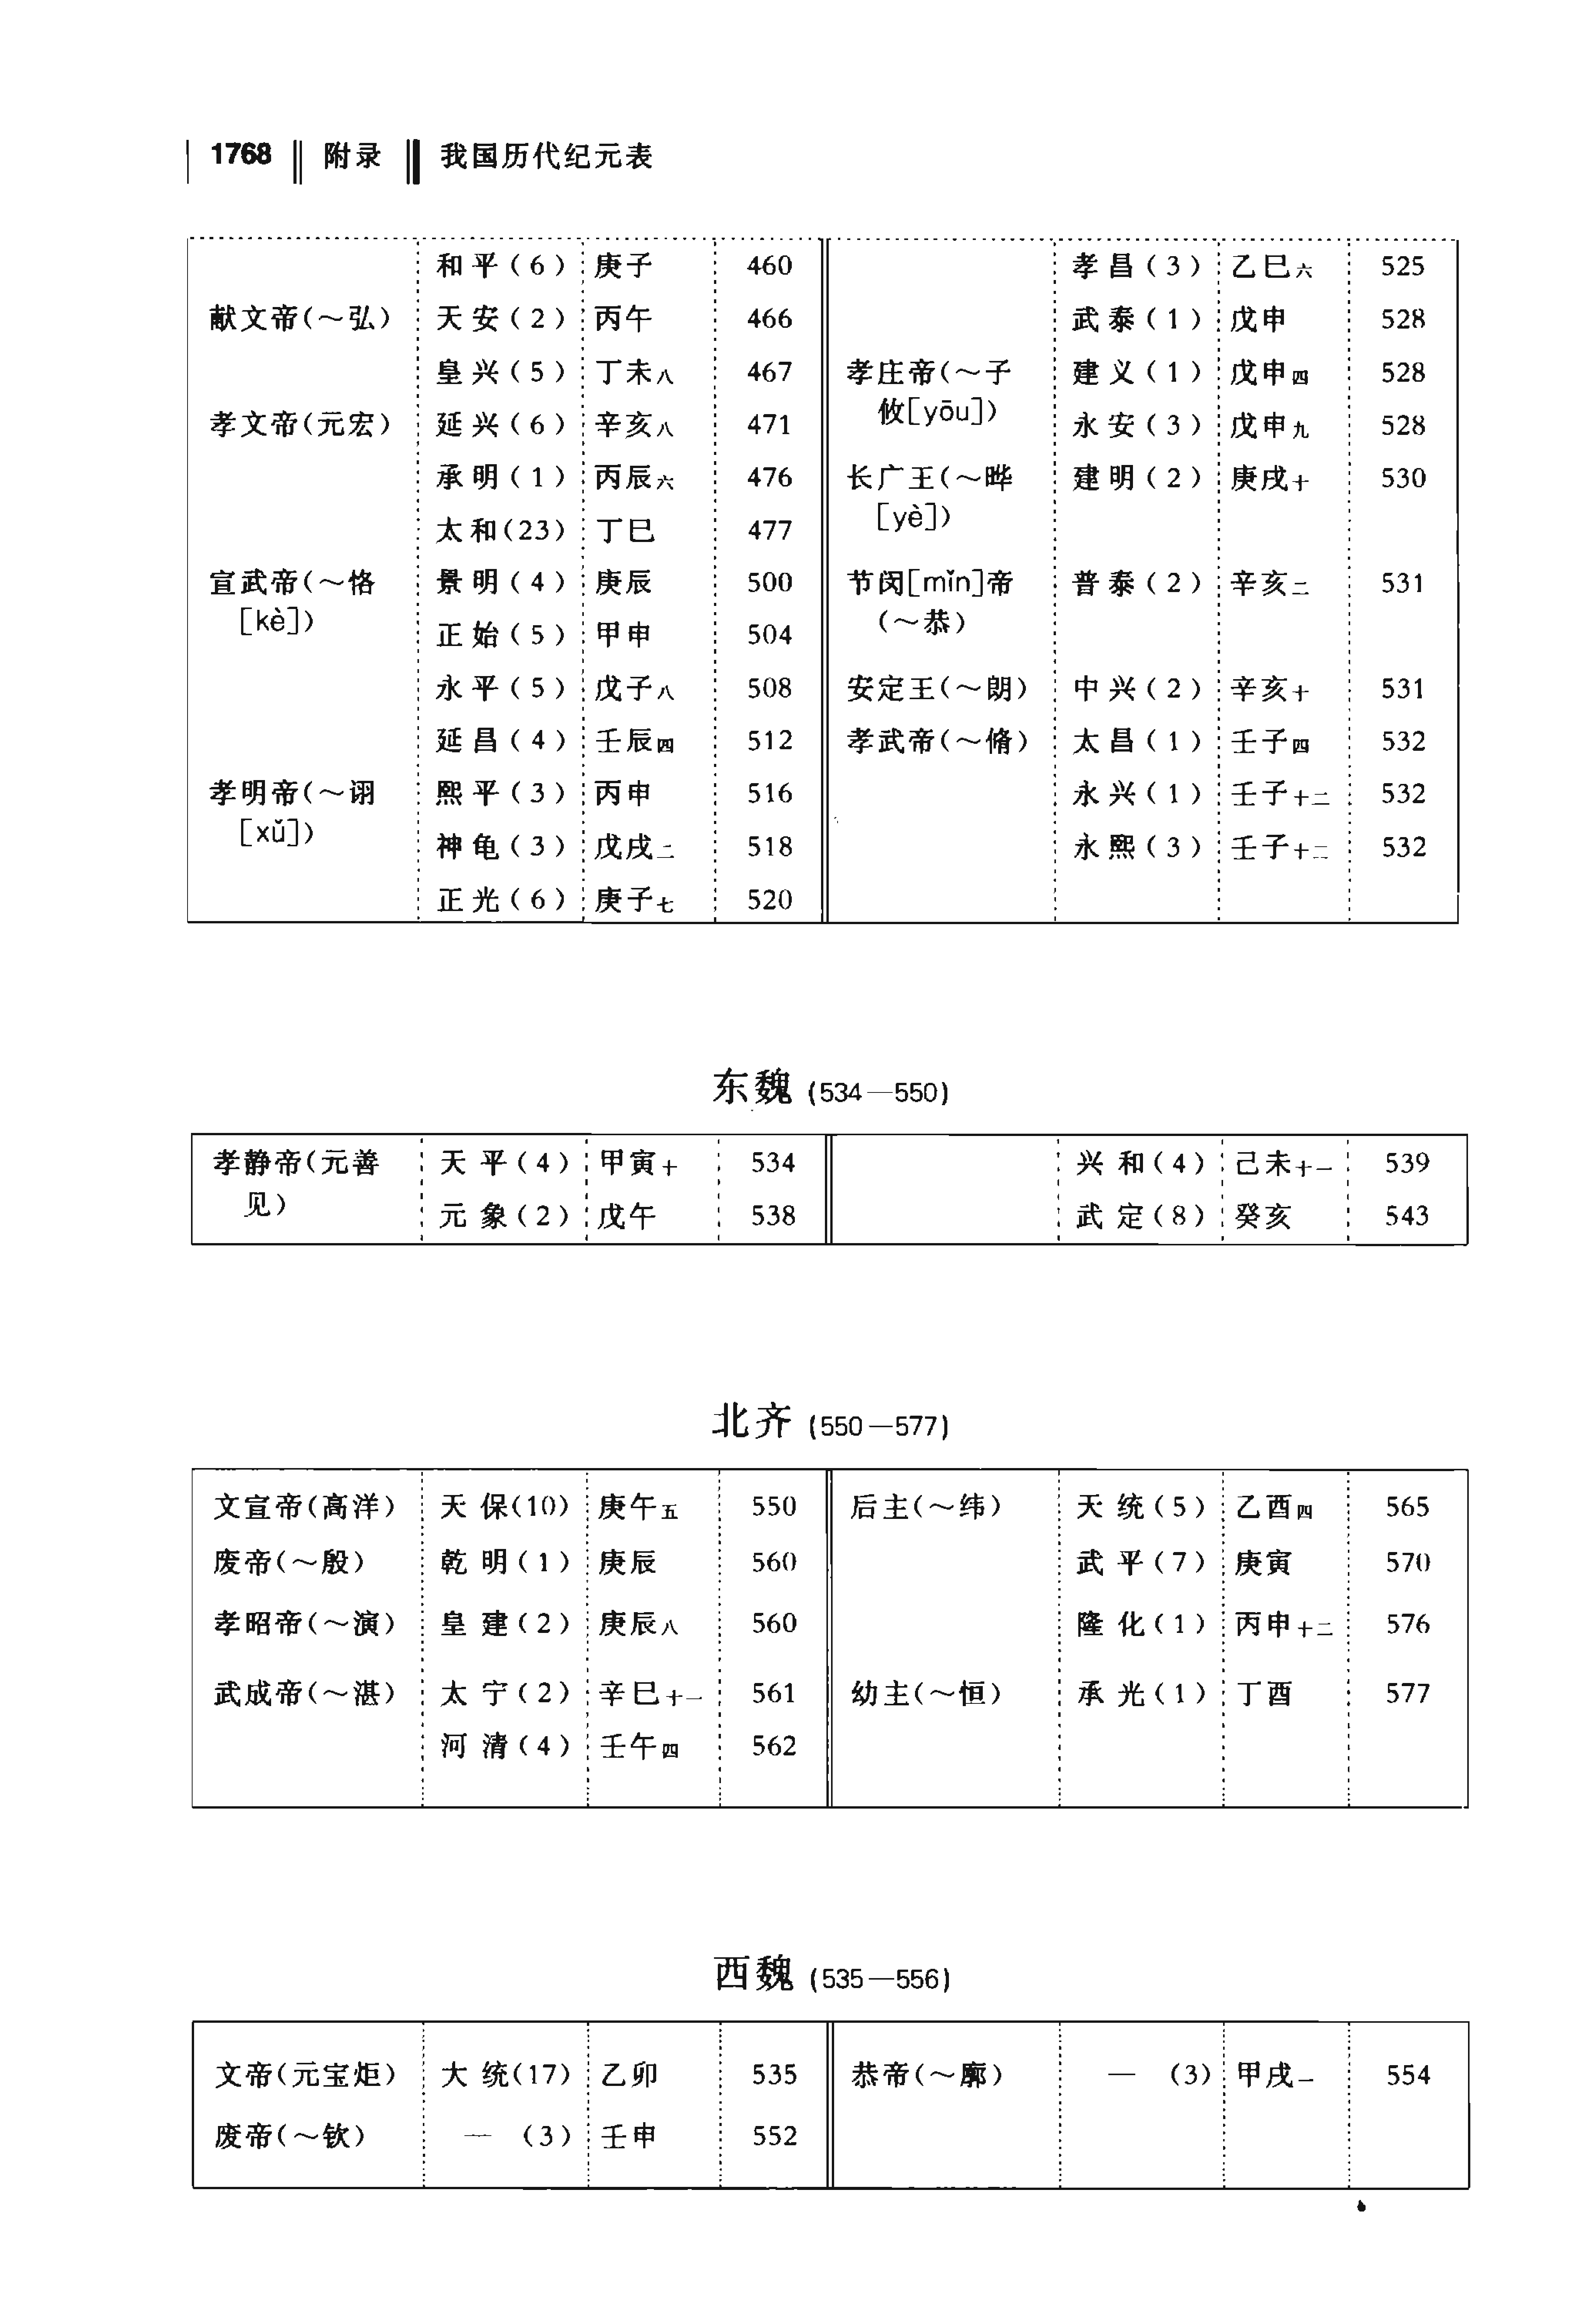 1768 附录 我国历代纪元表
和平(6) 庚子 460
献文帝(～弘) 天安(2) 丙午 466
皇兴(5) 丁未八 467
孝文帝(元宏) 延兴(6) 辛亥八 471
承明(1) 丙辰六 476
太和(23) 丁巳 477
宣武帝(～恪 景明(4) 庚辰 500
[kè])
正始(5) 甲申 504
永平(5) 戊子八 508
延昌(4) 壬辰四 512
孝明帝(～诩 熙平(3) 丙申 516
[xǔ])
神龟(3) 戊戌二 518
正光(6) 庚子七 520
孝昌(3) 乙巳六 525
武泰(1) 戊申 528
孝庄帝(～子 建义(1) 戊申四 528
攸[yōu])
永安(3) 戊申九 528
长广王(～晔 建明(2) 庚戌十 530
[yè])
节闵[mǐn]帝 普泰(2) 辛亥二 531
(～恭)
安定王(～朗) 中兴(2) 辛亥十 531
孝武帝(～脩) 太昌(1) 壬子四 532
永兴(1) 壬子十二 532
永熙(3) 壬子十二 532
东魏 (534—550)
孝静帝(元善 天平(4) 甲寅十 534
见)
元象(2) 戊午 538
兴和(4) 己未十一 539
武定(8) 癸亥 543
北齐 (550—577)
文宣帝(高洋) 天保(10) 庚午五 550
废帝(～殷) 乾明(1) 庚辰 560
孝昭帝(～演) 皇建(2) 庚辰八 560
武成帝(～湛) 太宁(2) 辛巳十一 561
河清(4) 壬午四 562
后主(～纬) 天统(5) 乙酉四 565
武平(7) 庚寅 570
隆化(1) 丙申十二 576
幼主(～恒) 承光(1) 丁酉 577
西魏 (535—556)
文帝(元宝炬) 大统(17) 乙卯 535
废帝(～钦) — (3) 壬申 552
恭帝(～廓) — (3) 甲戌一 554